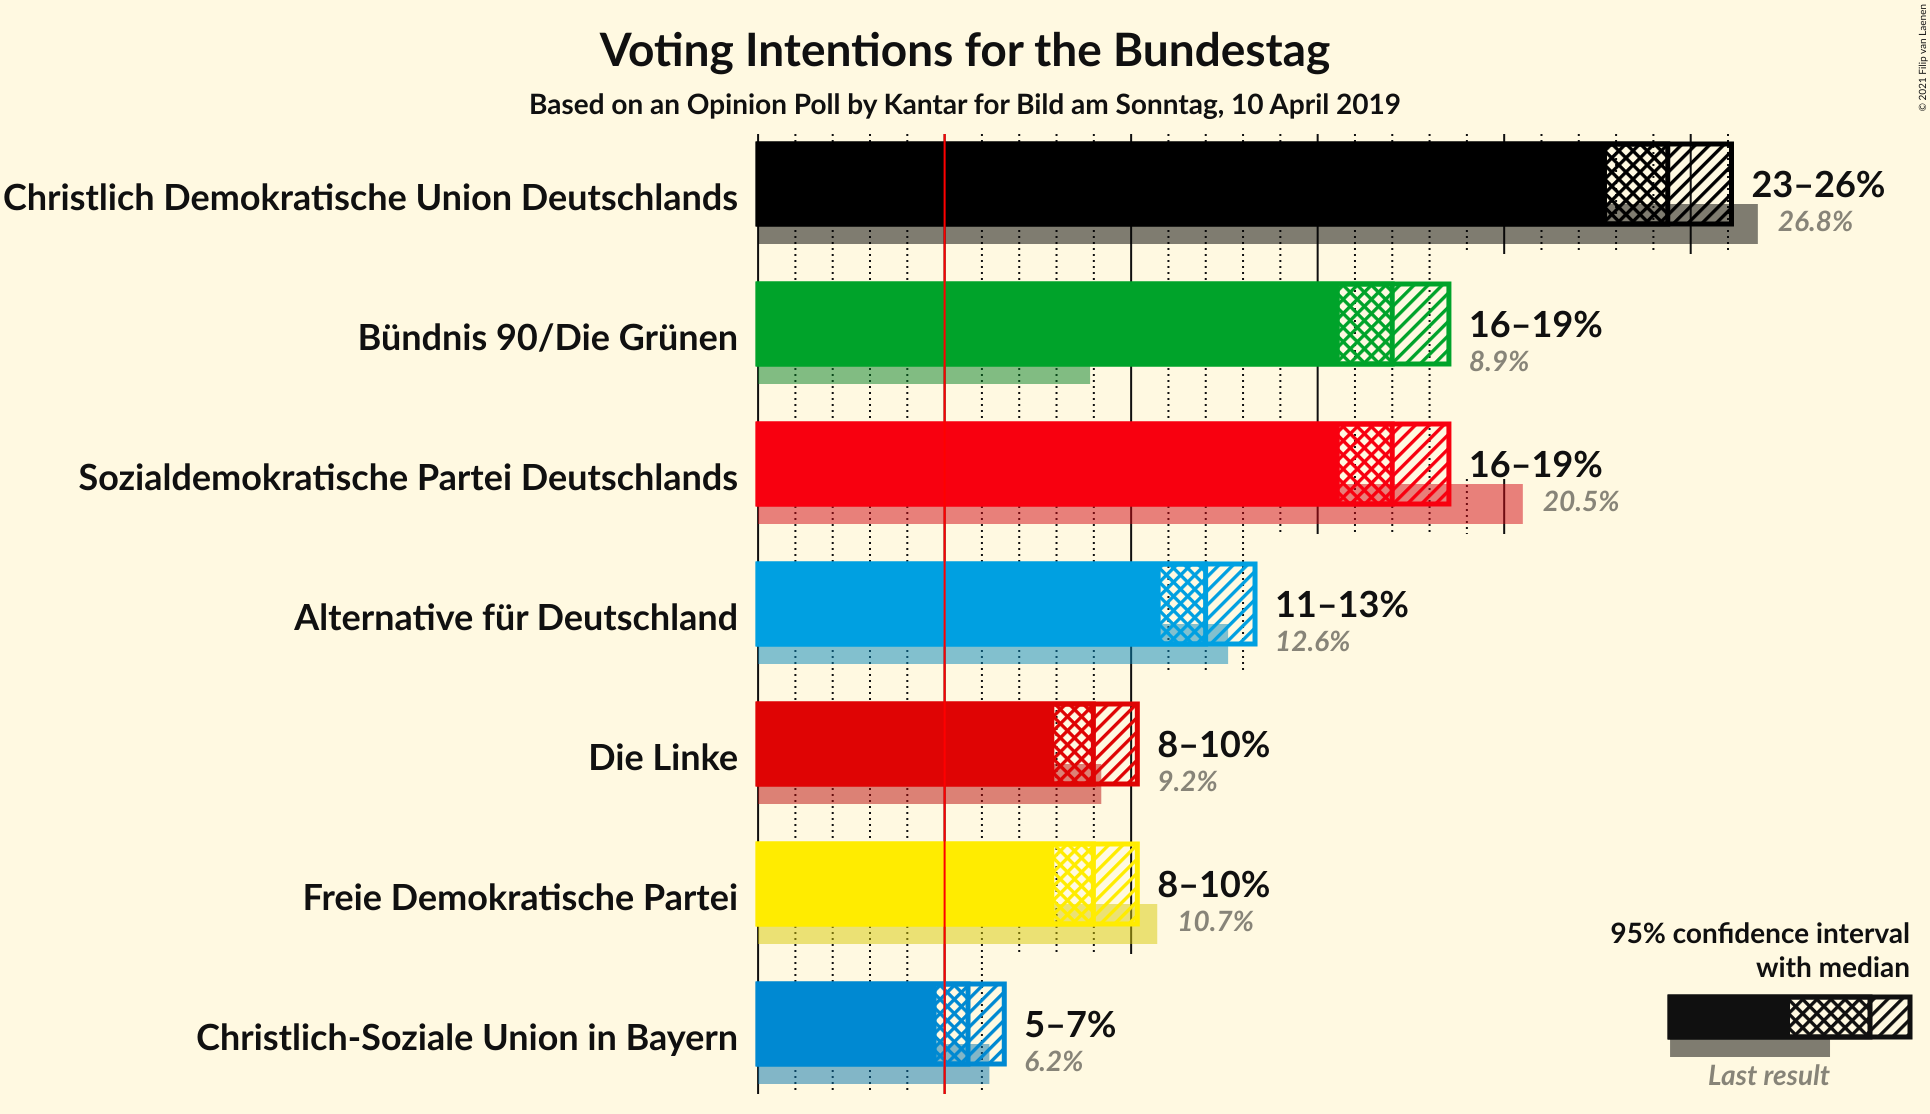 Voting Intentions for the Bundestag
Based on an Opinion Poll by Kantar for Bild am Sonntag, 10 April 2019
© 2021 Filip van Laenen
Christlich Demokratische Union Deutschlands
23–26%
26.8%
Bündnis 90/Die Grünen
16–19%
8.9%
Sozialdemokratische Partei Deutschlands
16–19%
20.5%
Alternative für Deutschland
11–13%
12.6%
Die Linke
8–10%
9.2%
Freie Demokratische Partei
8–10%
10.7%
Christlich-Soziale Union in Bayern
5–7%
6.2%
95% confidence interval
with median
Last result